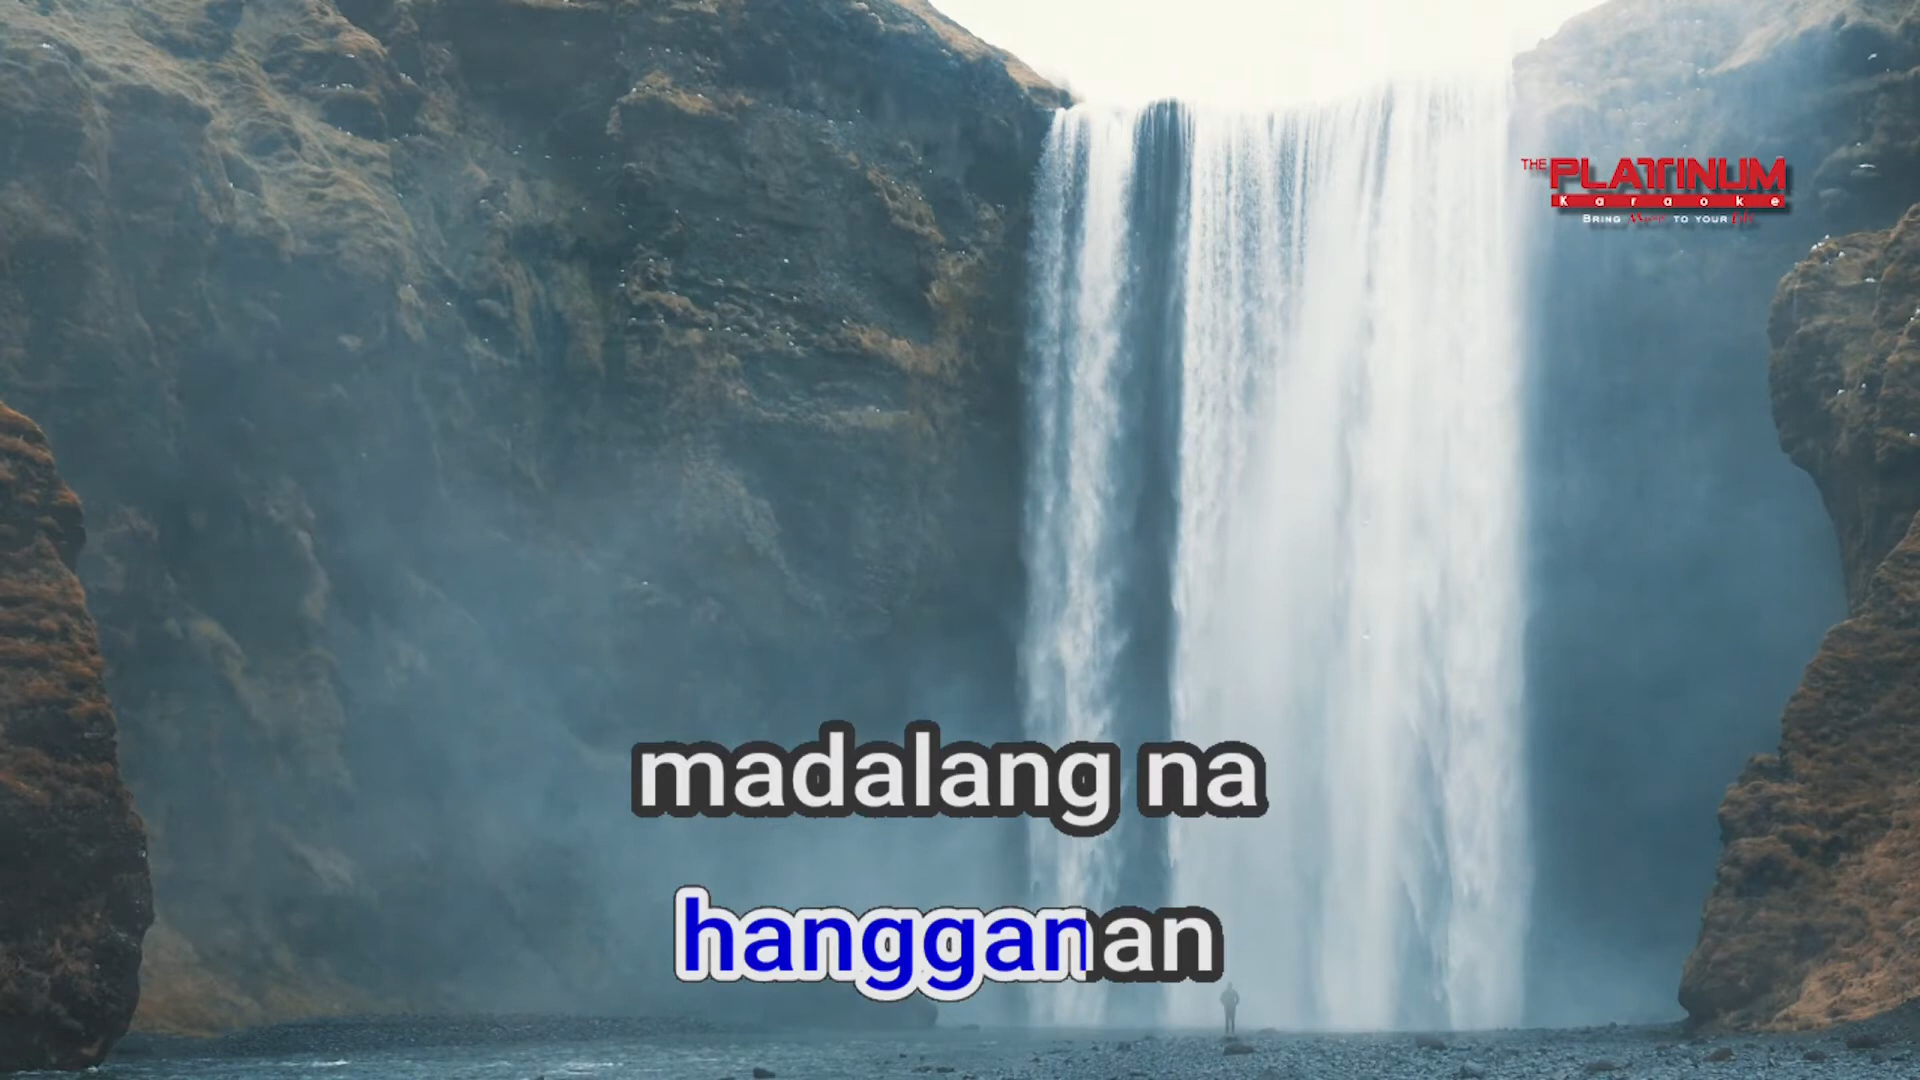 THE PLATINUM
Karaoke
BRING Music TO YOUR Life
madalang na
hangganan